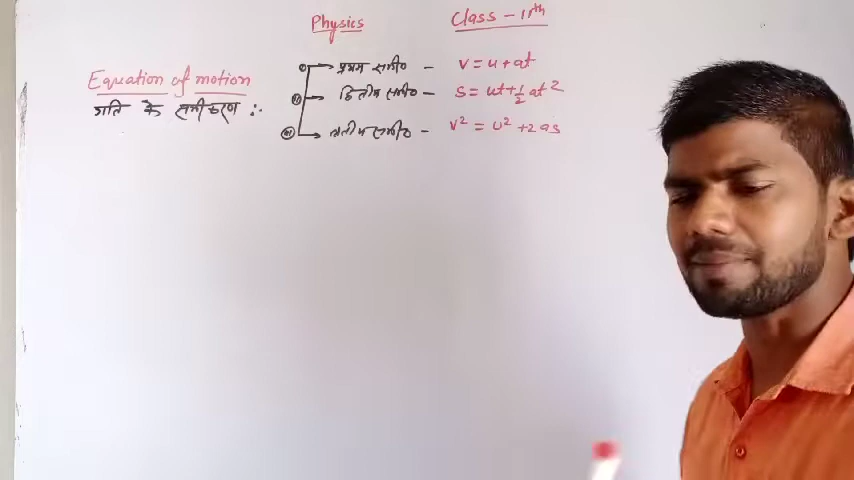 Physics Class - 11th
Equation of motion
गति के समीकरण :-
(i) प्रथम समी० - v = u + at
(ii) द्वितीय समी० - s = ut + 1/2 at²
(iii) तृतीय समी० - v² = u² + 2as